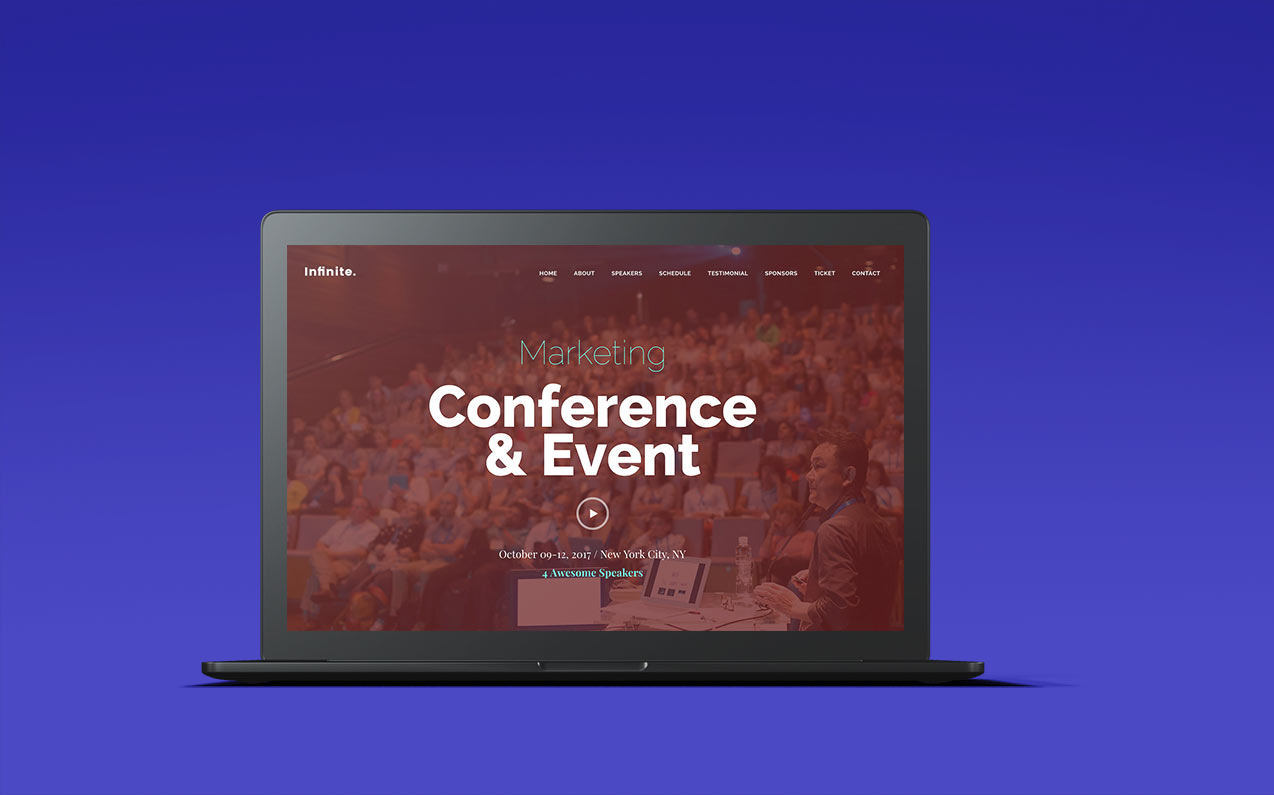 Infinite.
HOME ABOUT SPEAKERS SCHEDULE TESTIMONIAL SPONSORS TICKET CONTACT
Marketing
Conference
& Event
October 09-12, 2017 / New York City, NY
4 Awesome Speakers